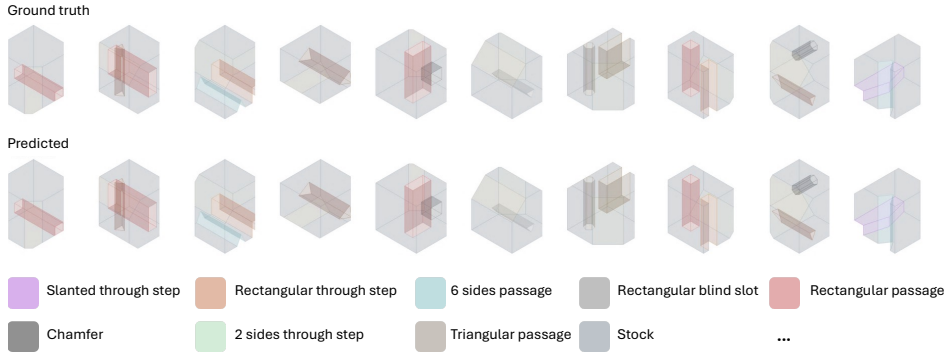 Ground truth
Predicted
Slanted through step
Rectangular through step
6 sides passage
Rectangular blind slot
Rectangular passage
Chamfer
2 sides through step
Triangular passage
Stock
...